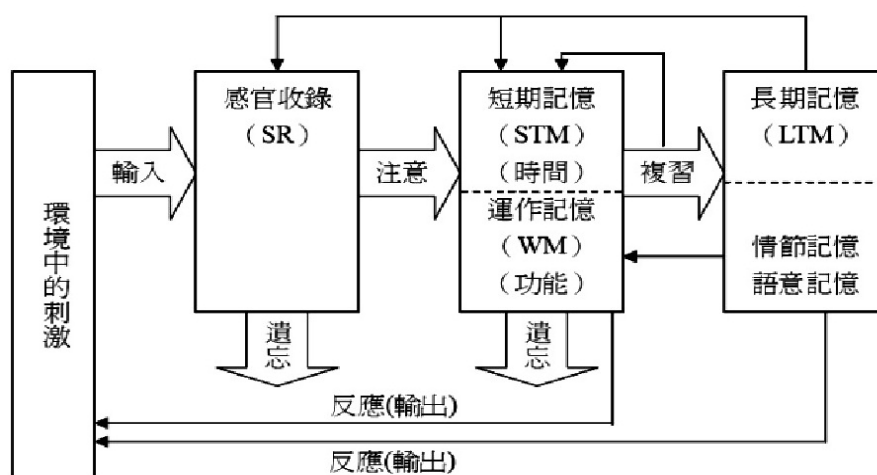 環境中的刺激
輸入
感官收錄
（SR）
遺忘
注意
短期記憶
（STM）
（時間）
運作記憶
（WM）
（功能）
遺忘
複習
長期記憶
（LTM）
情節記憶
語意記憶
反應(輸出)
反應(輸出)